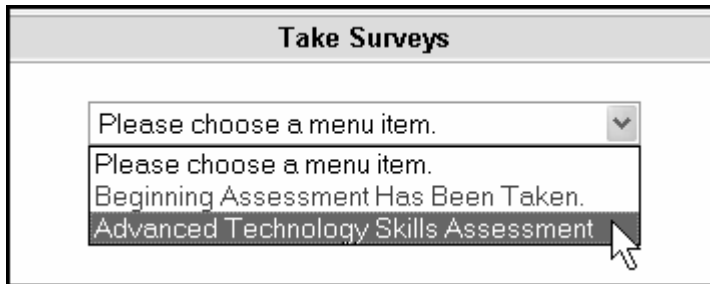 Take Surveys
Please choose a menu item.
Please choose a menu item.
Beginning Assessment Has Been Taken.
Advanced Technology Skills Assessment